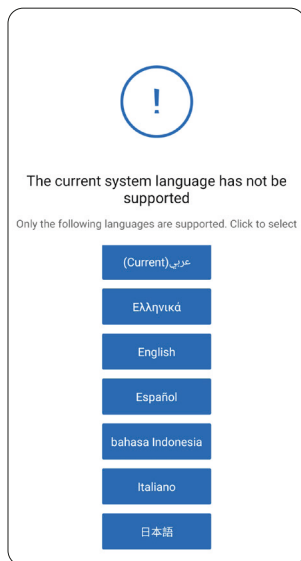 !
The current system language has not be
supported
Only the following languages are supported. Click to select
عربي(Current)
Ελληνικά
English
Español
bahasa Indonesia
Italiano
日本語